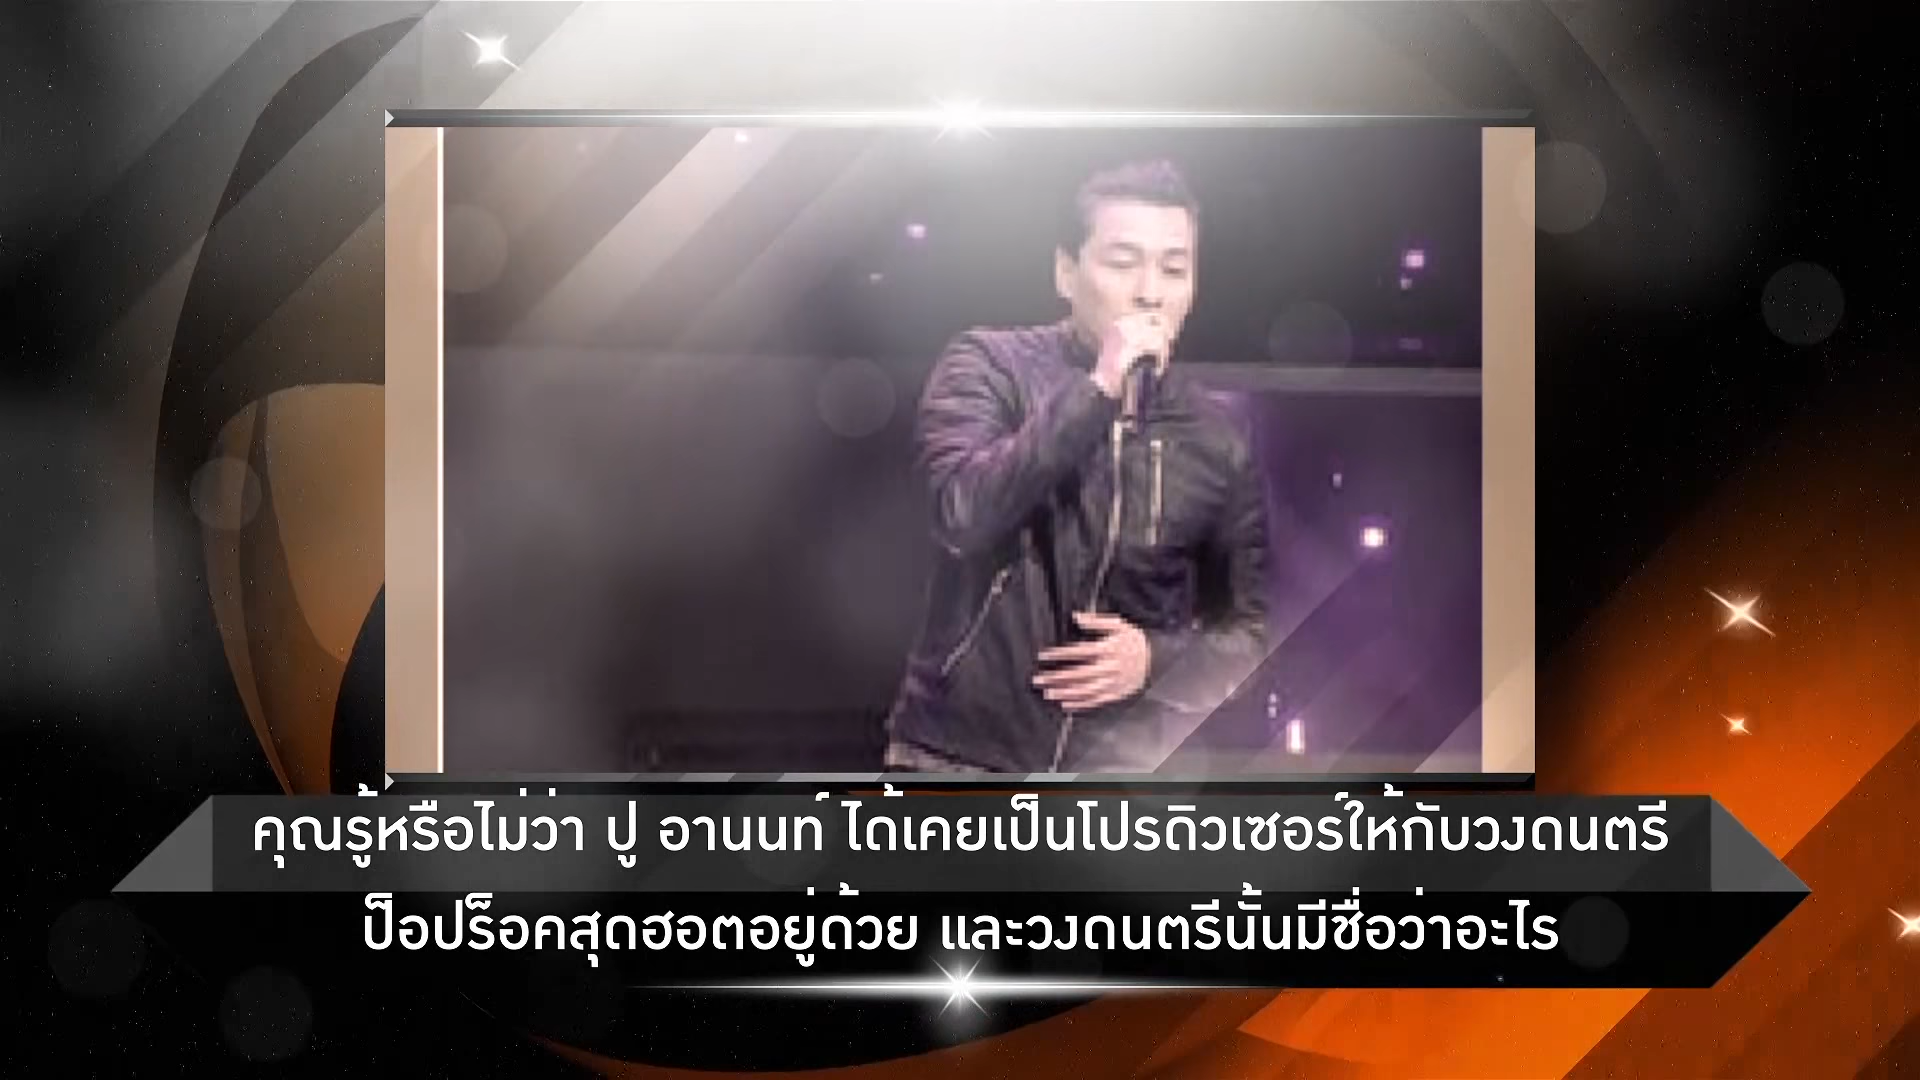 คุณรู้หรือไม่ว่า ปู อานนท์ ได้เคยเป็นโปรดิวเซอร์ให้กับวงดนตรี
ป็อปร็อคสุดฮอตอยู่ด้วย และวงดนตรีนั้นมีชื่อว่าอะไร